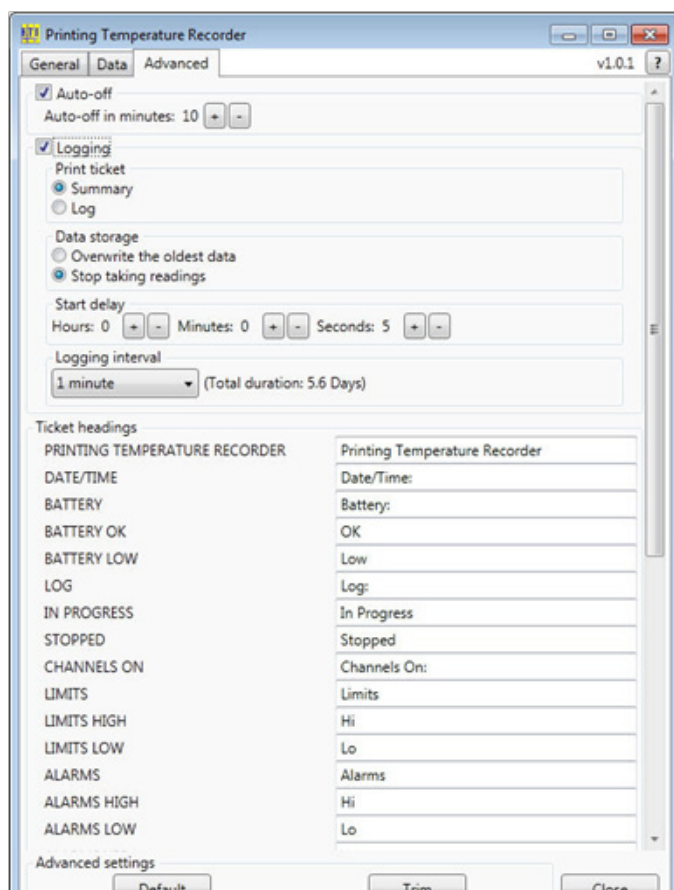 Printing Temperature Recorder
General Data Advanced v1.0.1 ?
Auto-off
Auto-off in minutes: 10 + -
Logging
Print ticket
Summary
Log
Data storage
Overwrite the oldest data
Stop taking readings
Start delay
Hours: 0 + - Minutes: 0 + - Seconds: 5 + -
Logging interval
1 minute (Total duration: 5.6 Days)
Ticket headings
PRINTING TEMPERATURE RECORDER Printing Temperature Recorder
DATE/TIME Date/Time:
BATTERY Battery:
BATTERY OK OK
BATTERY LOW Low
LOG Log:
IN PROGRESS In Progress
STOPPED Stopped
CHANNELS ON Channels On:
LIMITS Limits
LIMITS HIGH Hi
LIMITS LOW Lo
ALARMS Alarms
ALARMS HIGH Hi
ALARMS LOW Lo
Advanced settings
Default Trim Close